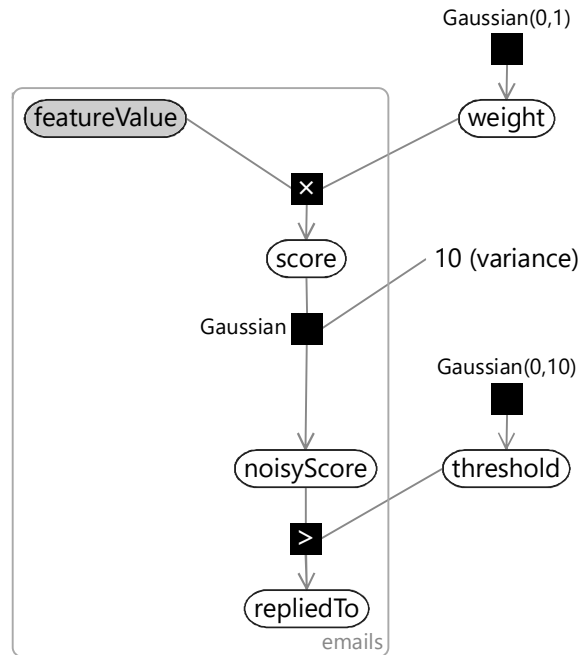 Gaussian(0,1)
featureValue
weight
×
score
10 (variance)
Gaussian
Gaussian(0,10)
noisyScore
threshold
>
repliedTo
emails